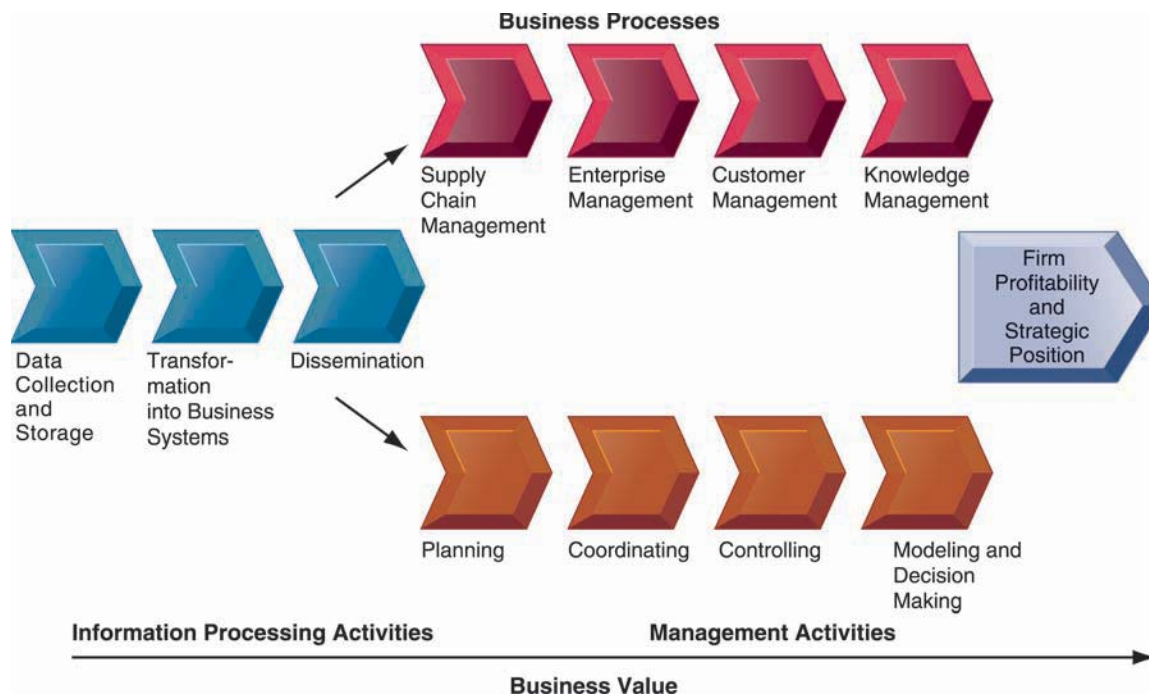 Business Processes
Supply
Chain
Management
Enterprise
Management
Customer
Management
Knowledge
Management
Data
Collection
and
Storage
Transfor-
mation
into Business
Systems
Dissemination
Firm
Profitability
and
Strategic
Position
Planning
Coordinating
Controlling
Modeling and
Decision
Making
Information Processing Activities
Management Activities
Business Value